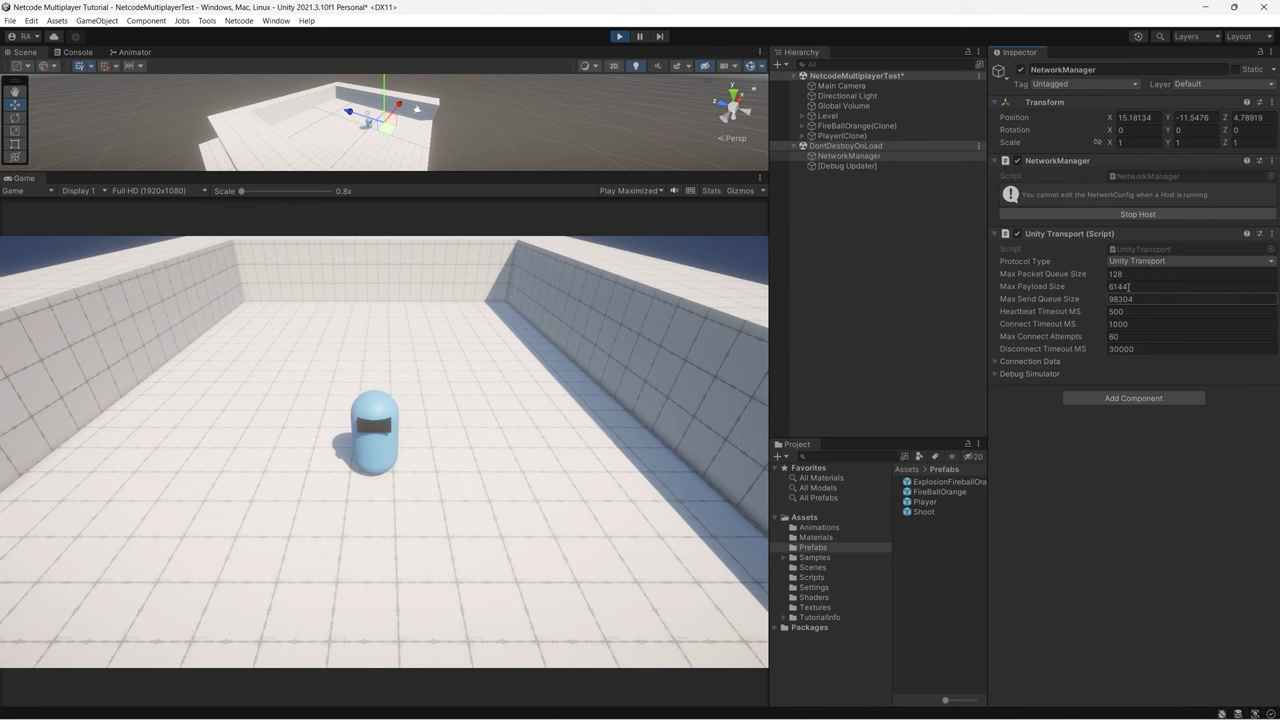 Netcode Multiplayer Tutorial - NetcodeMultiplayerTest - Windows, Mac, Linux - Unity 2021.3.10f1 Personal* <DX11>
File Edit Assets GameObject Component Jobs Tools Netcode Window Help
RA Layers Layout
Scene Console Animator
2D
y
x
z
Persp
Game
Game Display 1 Full HD (1920x1080) Scale 0.8x Play Maximized Stats Gizmos
Hierarchy
All
NetcodeMultiplayerTest*
Main Camera
Directional Light
Global Volume
Level
FireBallOrange(Clone)
Player(Clone)
DontDestroyOnLoad
NetworkManager
[Debug Updater]
Project
20
Favorites
All Materials
All Models
All Prefabs
Assets
Animations
Materials
Prefabs
Samples
Scenes
Scripts
Settings
Shaders
Textures
TutorialInfo
Packages
Assets Prefabs
ExplosionFireballOra
FireBallOrange
Player
Shoot
Inspector
NetworkManager Static
Tag Untagged Layer Default
Transform
Position X 15.18134 Y -11.5476 Z 4.78919
Rotation X 0 Y 0 Z 0
Scale X 1 Y 1 Z 1
NetworkManager
Script NetworkManager
You cannot edit the NetworkConfig when a Host is running.
Stop Host
Unity Transport (Script)
Script UnityTransport
Protocol Type Unity Transport
Max Packet Queue Size 128
Max Payload Size 6144
Max Send Queue Size 98304
Heartbeat Timeout MS 500
Connect Timeout MS 1000
Max Connect Attempts 60
Disconnect Timeout MS 30000
Connection Data
Debug Simulator
Add Component